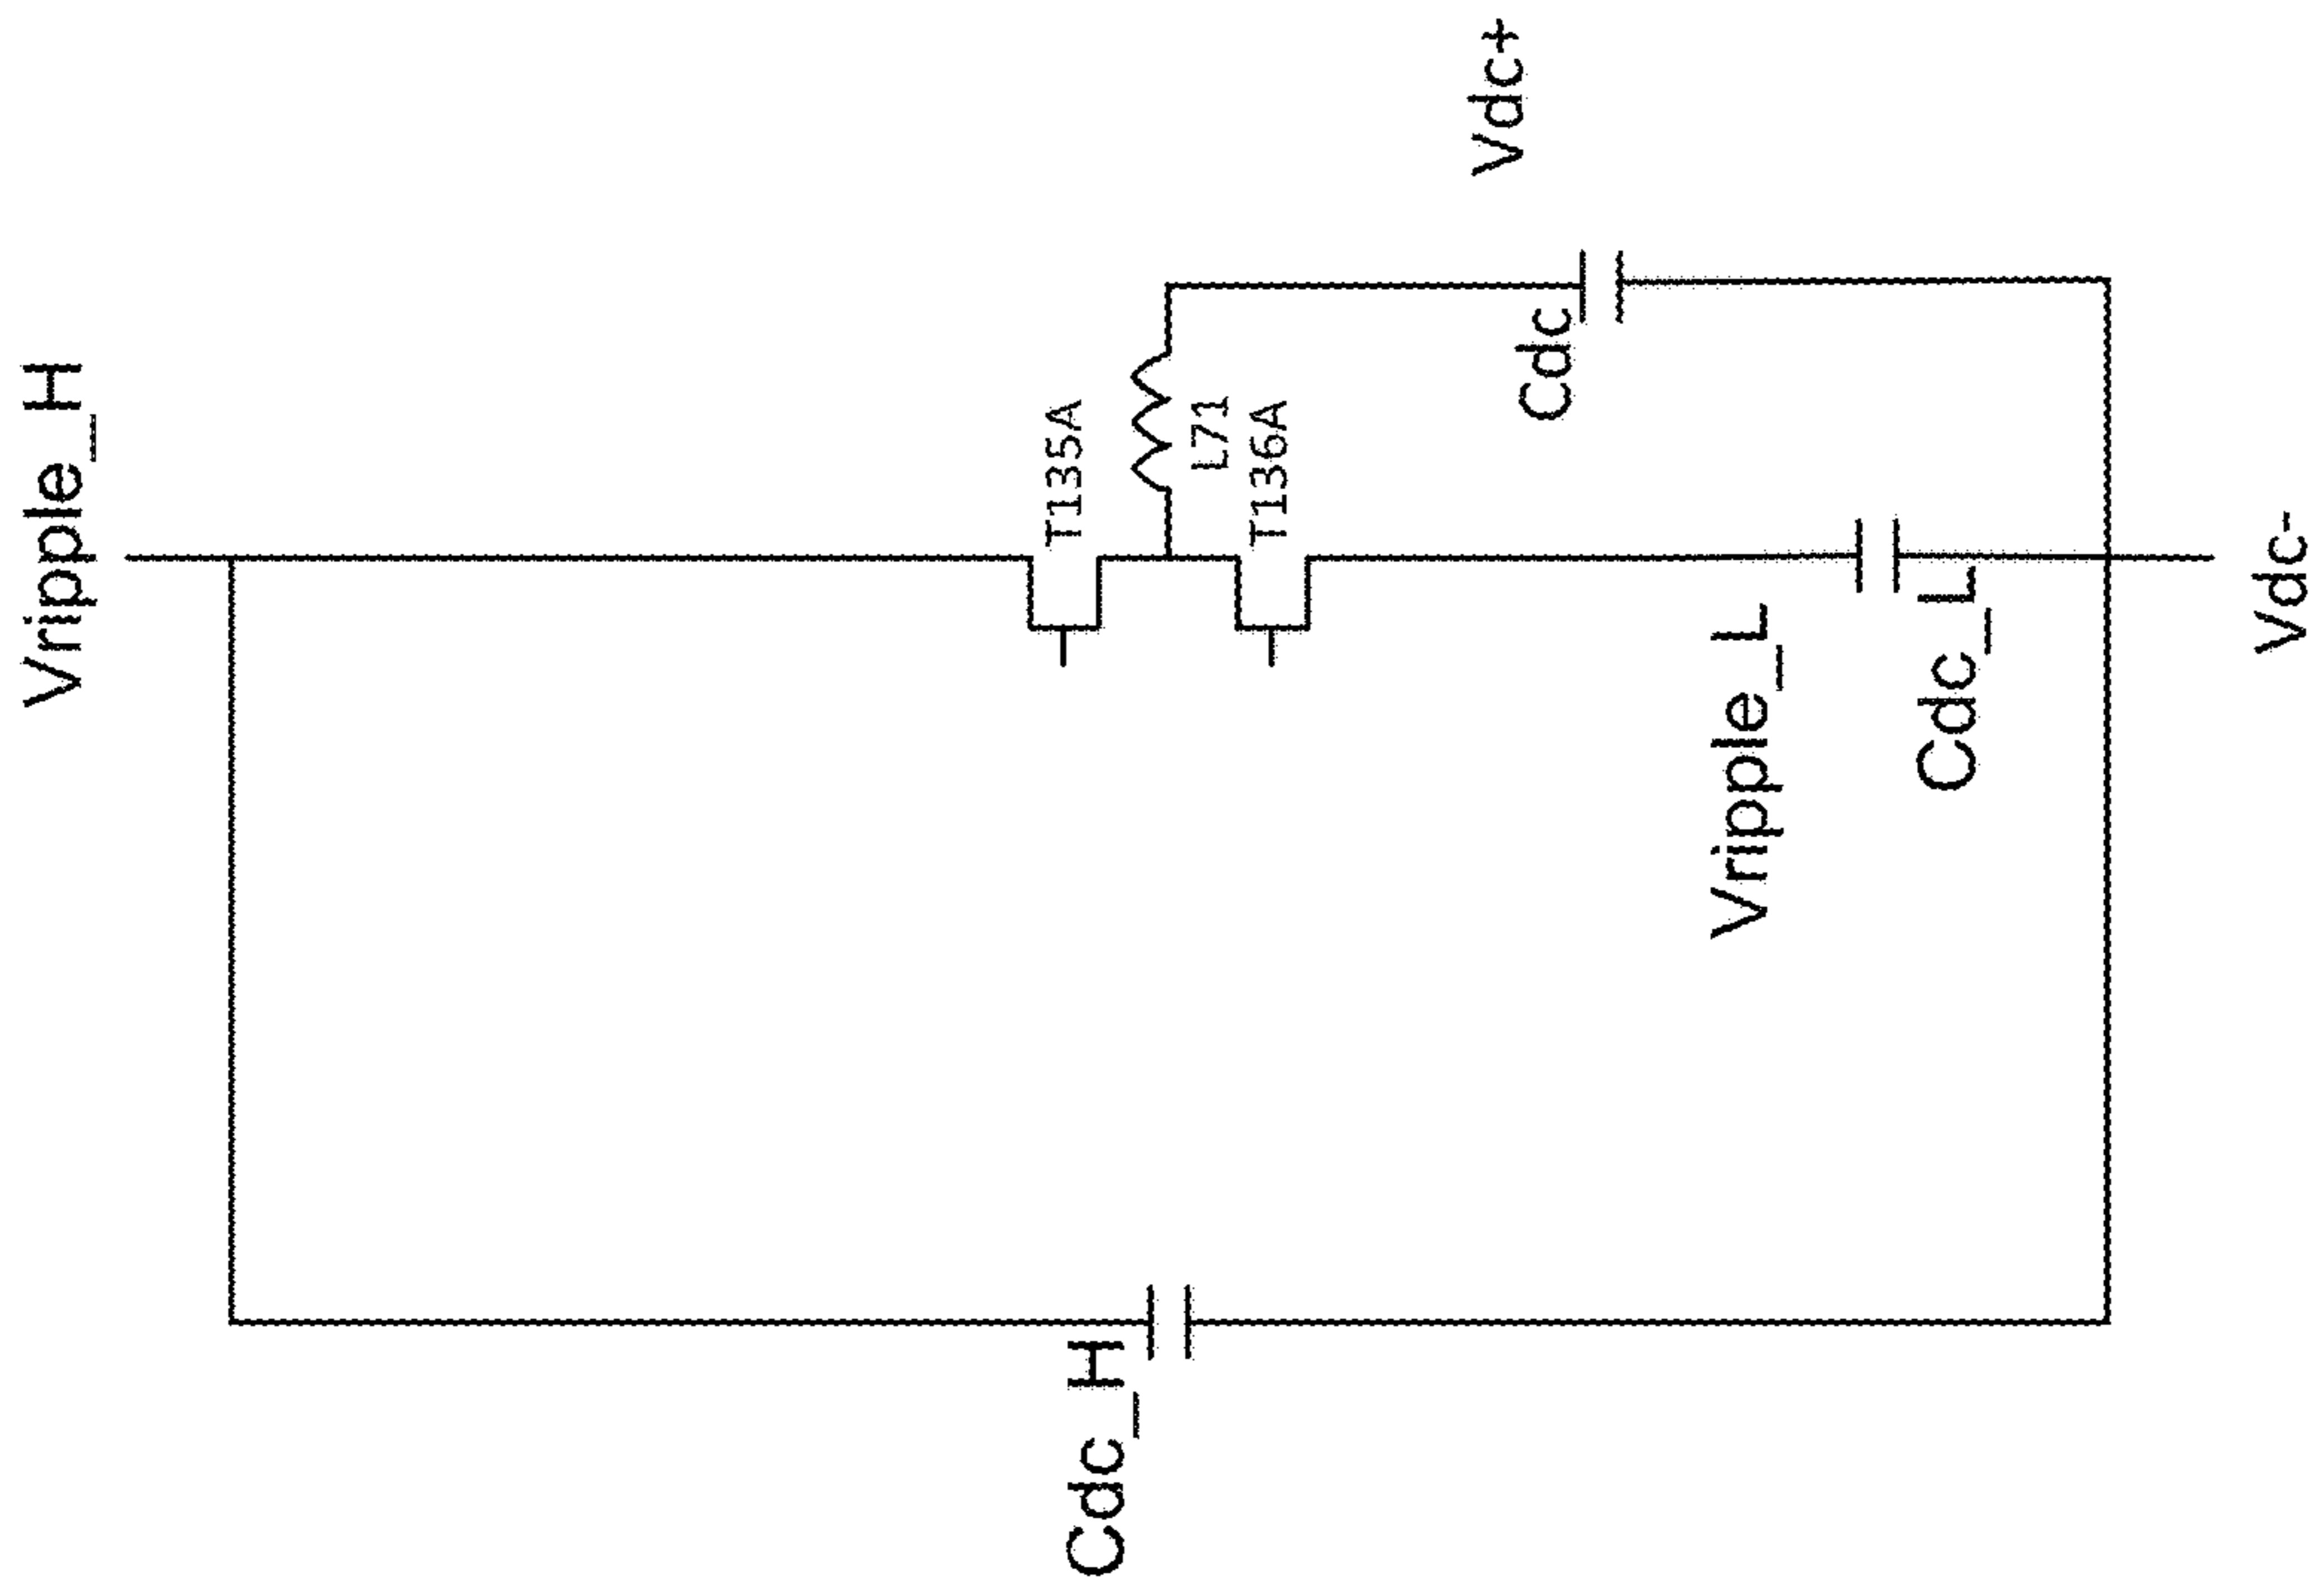 Vripple_H
Vdc+
T135A
L71
T136A
Cdc
Vripple_L
Cdc_L
Cdc_H
Vdc-